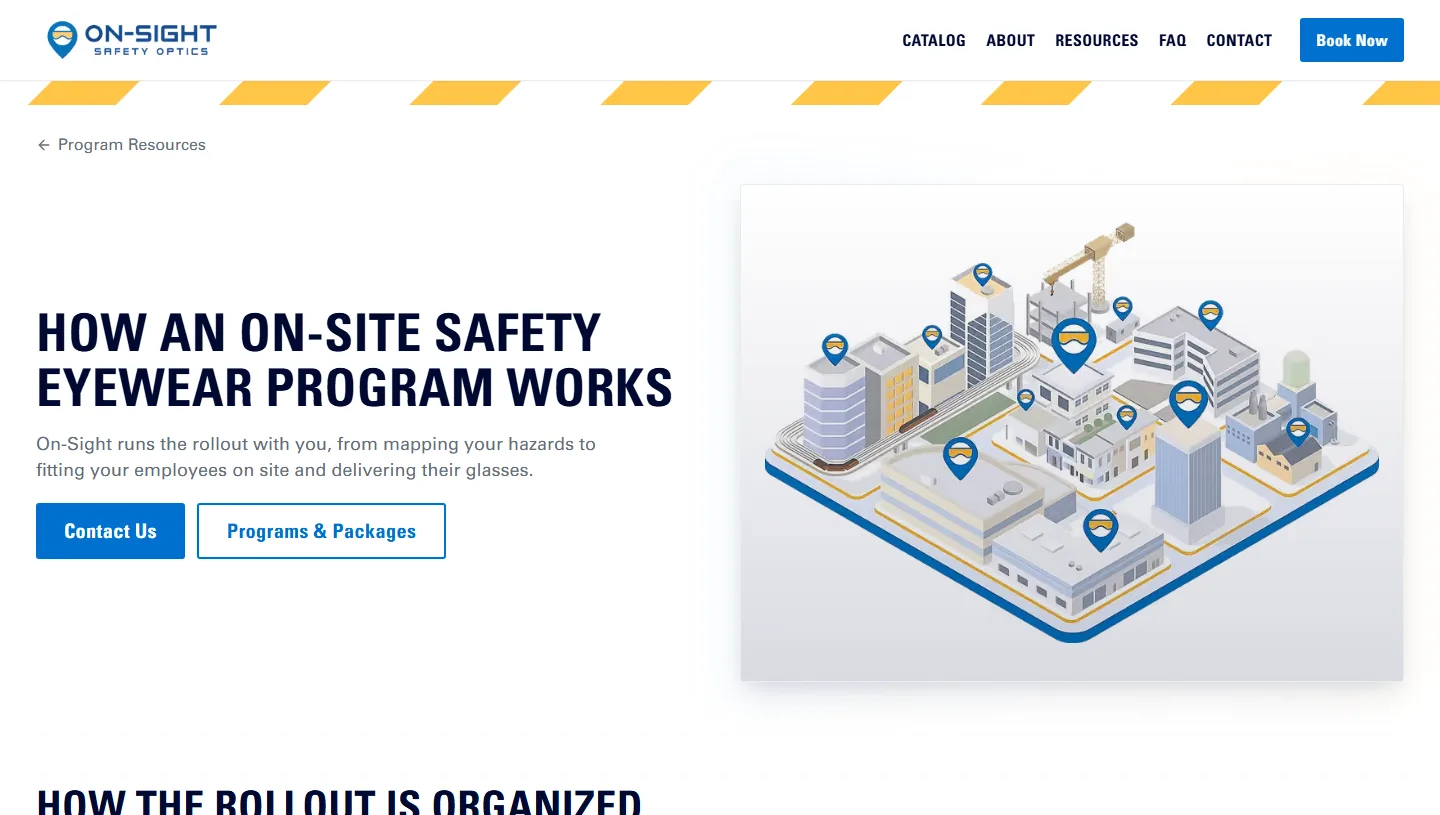 ON-SIGHT
SAFETY OPTICS
CATALOG ABOUT RESOURCES FAQ CONTACT Book Now
← Program Resources
HOW AN ON-SITE SAFETY
EYEWEAR PROGRAM WORKS
On-Sight runs the rollout with you, from mapping your hazards to
fitting your employees on site and delivering their glasses.
Contact Us Programs & Packages
HOW THE ROLLOUT IS ORGANIZED